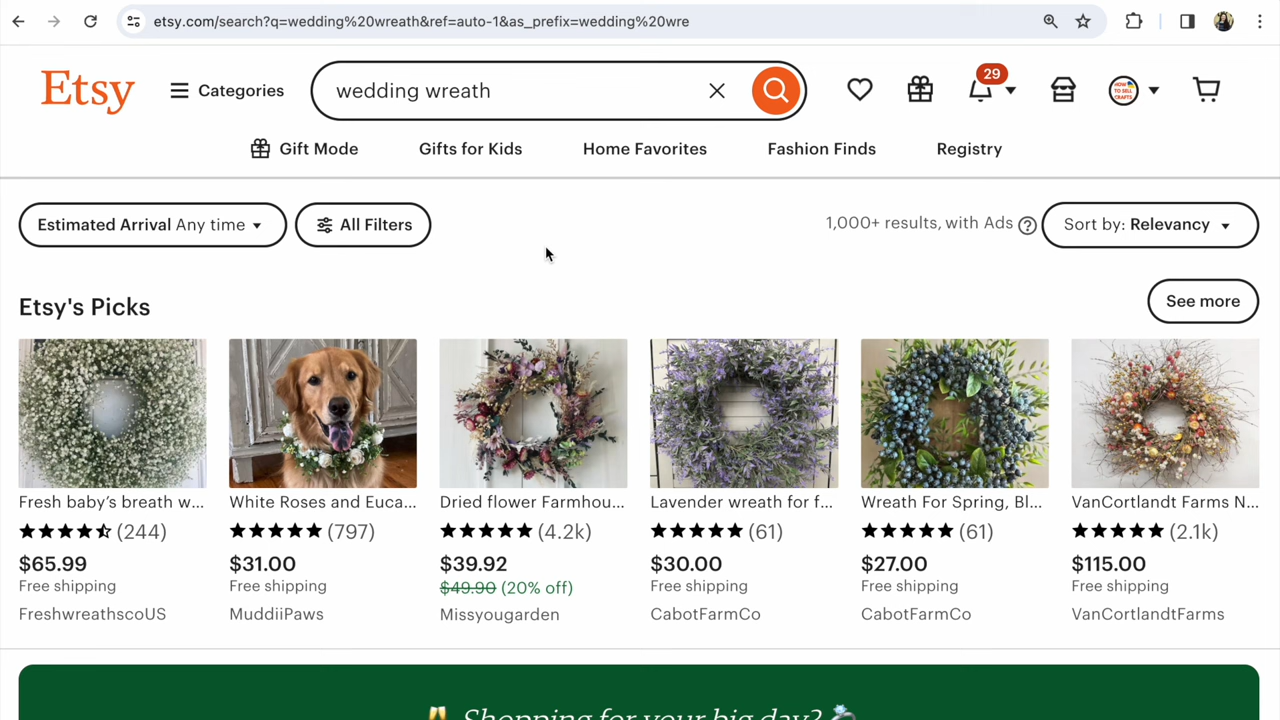 etsy.com/search?q=wedding%20wreath&ref=auto-1&as_prefix=wedding%20wre
Etsy
Categories
wedding wreath
29
HOW TO SELL CRAFTS
Gift Mode
Gifts for Kids
Home Favorites
Fashion Finds
Registry
Estimated Arrival Any time
All Filters
1,000+ results, with Ads
?
Sort by: Relevancy
Etsy's Picks
See more
Fresh baby’s breath w...
White Roses and Euca...
Dried flower Farmhou...
Lavender wreath for f...
Wreath For Spring, Bl...
VanCortlandt Farms N...
(244)
(797)
(4.2k)
(61)
(61)
(2.1k)
$65.99
$31.00
$39.92
$30.00
$27.00
$115.00
Free shipping
Free shipping
$49.90 (20% off)
Free shipping
Free shipping
Free shipping
FreshwreathscoUS
MuddiiPaws
Missyougarden
CabotFarmCo
CabotFarmCo
VanCortlandtFarms
Shopping for your big day?